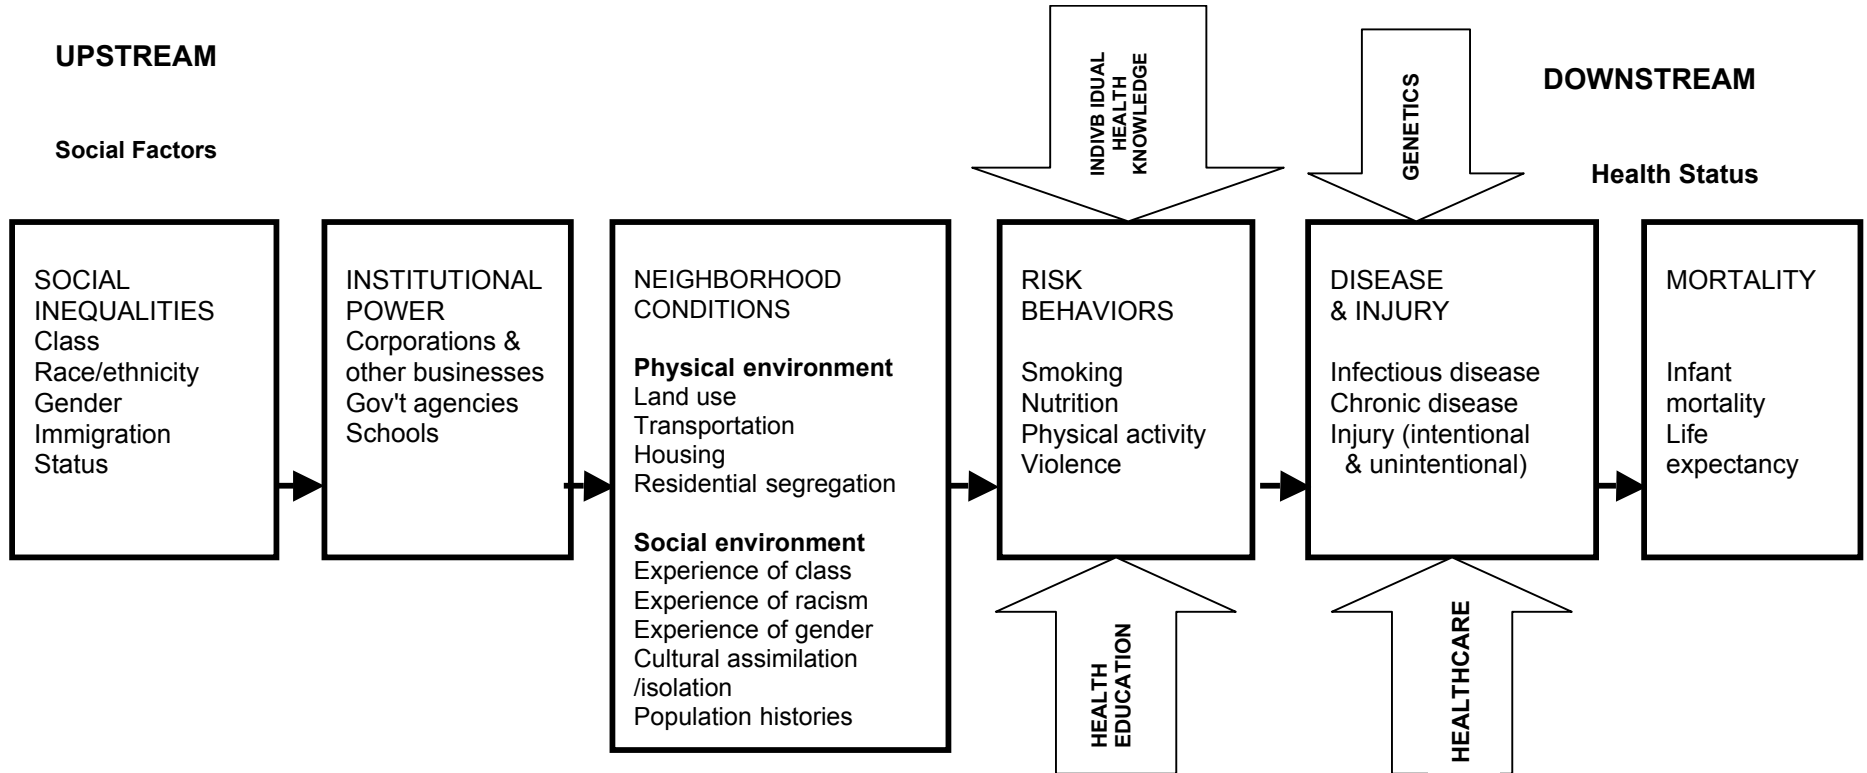 UPSTREAM
Social Factors
INDIVB IDUAL
HEALTH
KNOWLEDGE
GENETICS
DOWNSTREAM
Health Status
SOCIAL
INEQUALITIES
Class
Race/ethnicity
Gender
Immigration
Status
INSTITUTIONAL
POWER
Corporations &
other businesses
Gov't agencies
Schools
NEIGHBORHOOD
CONDITIONS
Physical environment
Land use
Transportation
Housing
Residential segregation
Social environment
Experience of class
Experience of racism
Experience of gender
Cultural assimilation
/isolation
Population histories
RISK
BEHAVIORS
Smoking
Nutrition
Physical activity
Violence
DISEASE
& INJURY
Infectious disease
Chronic disease
Injury (intentional
& unintentional)
MORTALITY
Infant
mortality
Life
expectancy
HEALTH
EDUCATION
HEALTHCARE